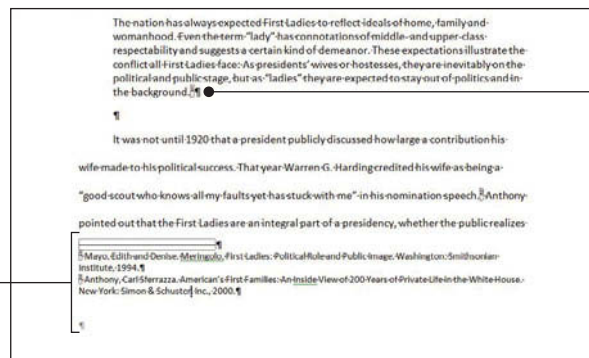 The nation has always expected First Ladies to reflect ideals of home, family and
womanhood. Even the term "lady" has connotations of middle- and upper-class
respectability and suggests a certain kind of demeanor. These expectations illustrate the
conflict all First Ladies face: As presidents' wives or hostesses, they are inevitably on the
political and public stage, but as "ladies" they are expected to stay out of politics and in
the background.¶
¶
It was not until 1920 that a president publicly discussed how large a contribution his
wife made to his political success. That year Warren G. Harding credited his wife as being a
"good scout who knows all my faults yet has stuck with me" in his nomination speech. Anthony
pointed out that the First Ladies are an integral part of a presidency, whether the public realizes
¶
Mayo, Edith and Denise, Meringolo, First Ladies: Political Role and Public Image. Washington: Smithsonian
Institute, 1994.¶
Anthony, Carl Sferrazza. American's First Families: An Inside View of 200 Years of Private Life in the White House.
New York: Simon & Schustor Inc., 2000.¶
¶